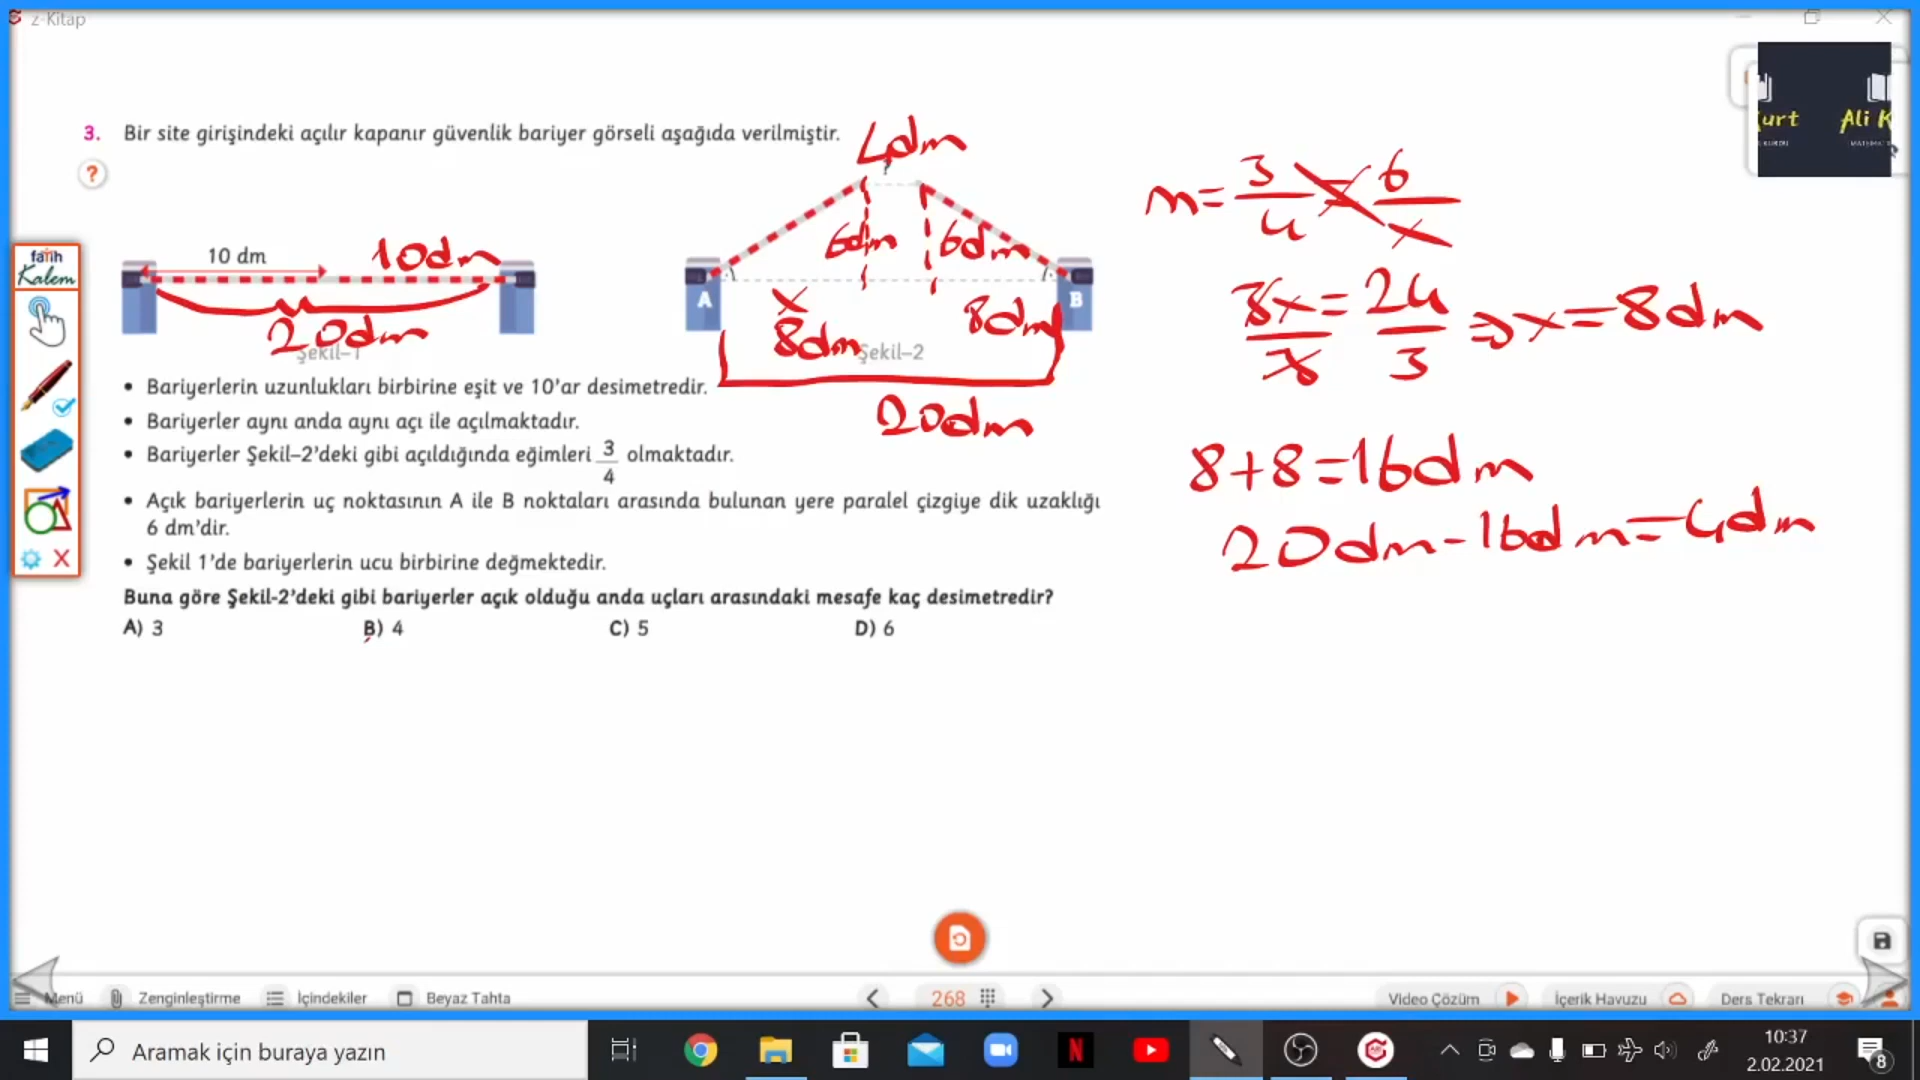 z-Kitap
urt
Ali K
3. Bir site girişindeki açılır kapanır güvenlik bariyer görseli aşağıda verilmiştir.
?
4dm
?
fatih
Kalem
10 dm
10dm
20dm
Şekil-1
6dm
6dm
A
B
x
8dm
8dm
Şekil-2
20dm
m = 3/4 = 6/x
3x/3 = 24/3 ⇒ x = 8dm
8+8=16dm
20dm-16dm=4dm
• Bariyerlerin uzunlukları birbirine eşit ve 10'ar desimetredir.
• Bariyerler aynı anda aynı açı ile açılmaktadır.
• Bariyerler Şekil-2'deki gibi açıldığında eğimleri 3/4 olmaktadır.
• Açık bariyerlerin uç noktasının A ile B noktaları arasında bulunan yere paralel çizgiye dik uzaklığı
6 dm'dir.
• Şekil 1'de bariyerlerin ucu birbirine değmektedir.
Buna göre Şekil-2'deki gibi bariyerler açık olduğu anda uçları arasındaki mesafe kaç desimetredir?
A) 3 B) 4 C) 5 D) 6
Menü Zenginleştirme İçindekiler Beyaz Tahta 268 Video Çözüm İçerik Havuzu Ders Tekrarı
Aramak için buraya yazın
N
10:37
2.02.2021
8